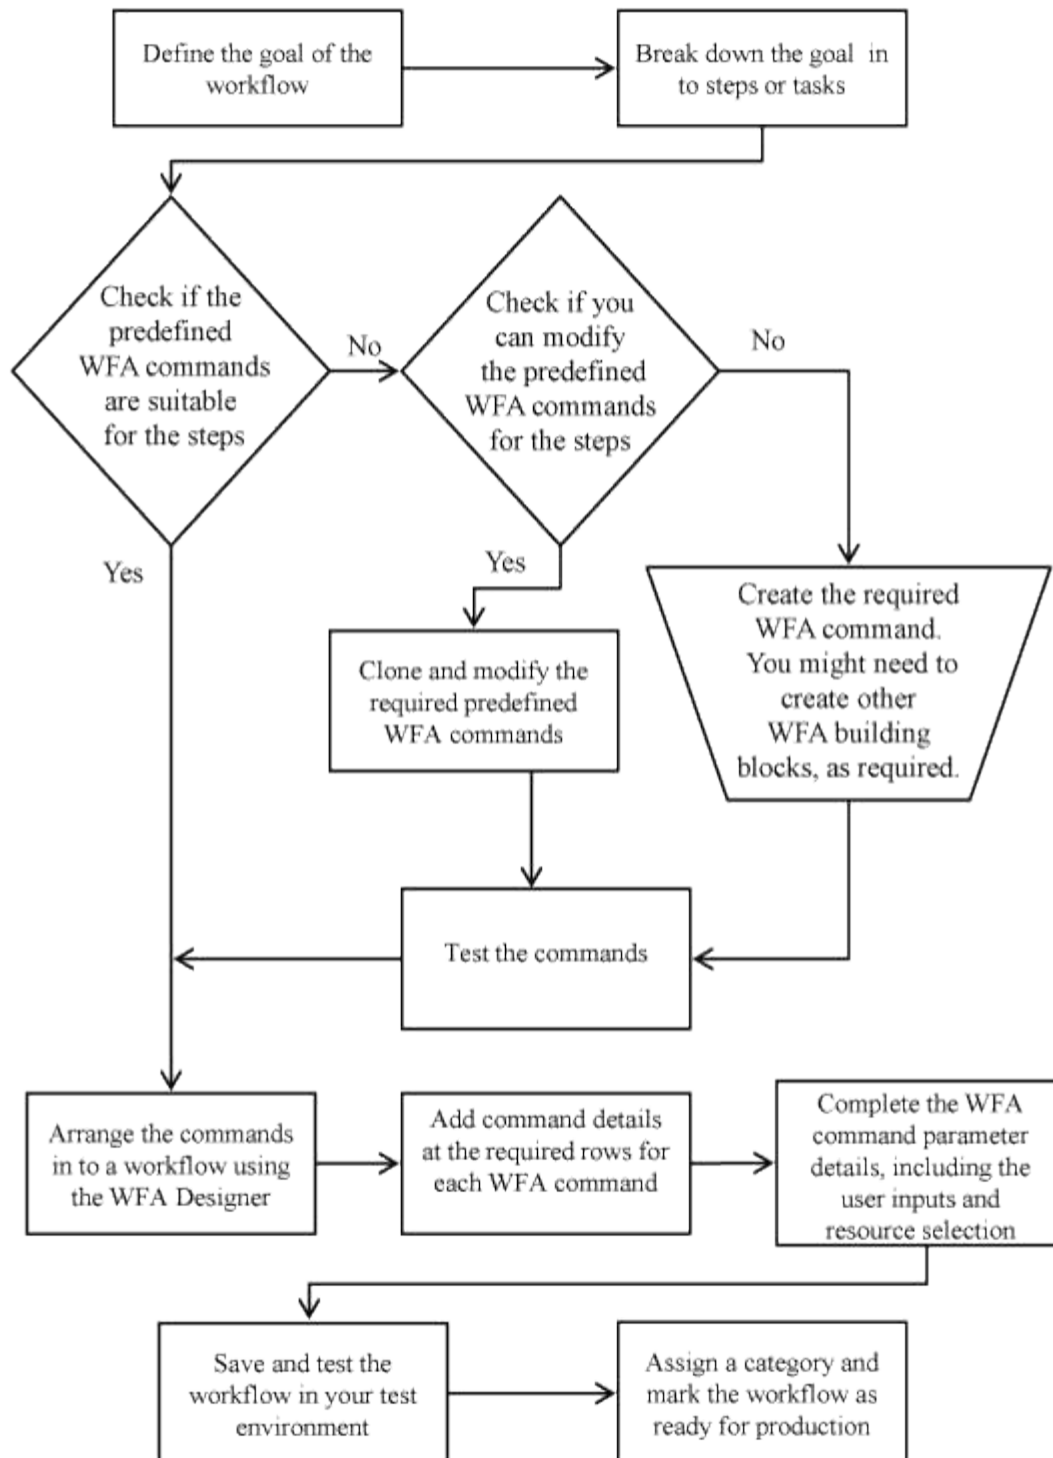 Define the goal of the
workflow
Break down the goal in
to steps or tasks
Check if the
predefined
WFA commands
are suitable
for the steps
No
Check if you
can modify
the predefined
WFA commands
for the steps
No
Yes
Yes
Clone and modify the
required predefined
WFA commands
Create the required
WFA command.
You might need to
create other
WFA building
blocks, as required.
Test the commands
Arrange the commands
in to a workflow using
the WFA Designer
Add command details
at the required rows for
each WFA command
Complete the WFA
command parameter
details, including the
user inputs and
resource selection
Save and test the
workflow in your test
environment
Assign a category and
mark the workflow as
ready for production